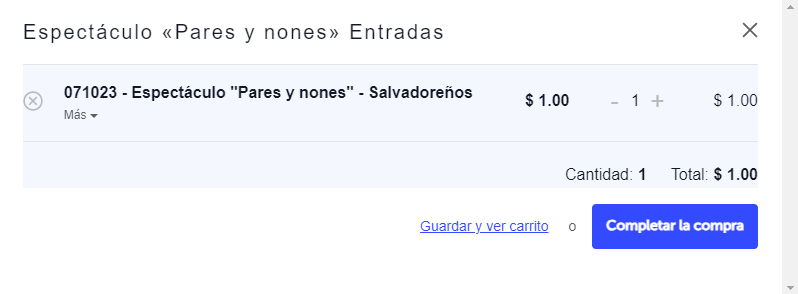 Espectáculo «Pares y nones» Entradas
071023 - Espectáculo "Pares y nones" - Salvadoreños $ 1.00 - 1 + $ 1.00
Más
Cantidad: 1 Total: $ 1.00
Guardar y ver carrito o Completar la compra